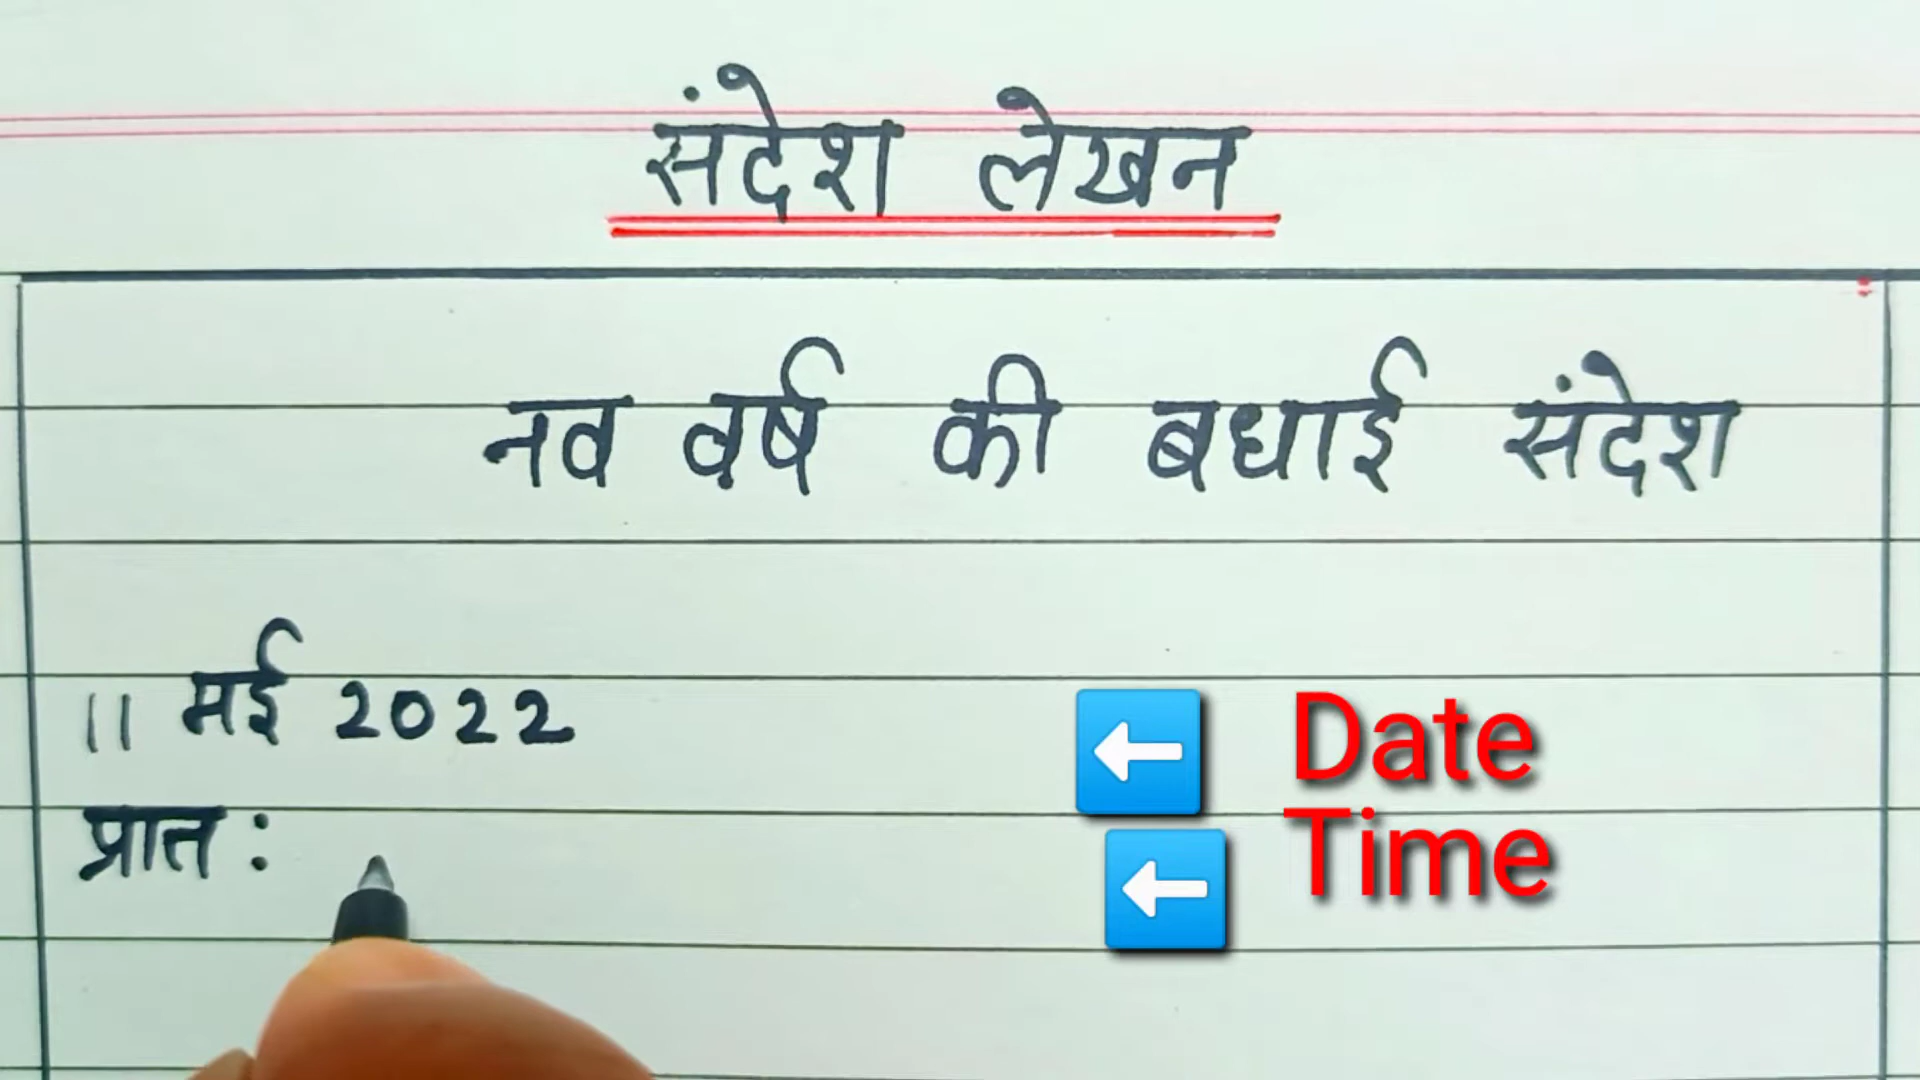 संदेश लेखन
नव वर्ष की बधाई संदेश
11 मई 2022
Date
प्रात :
Time